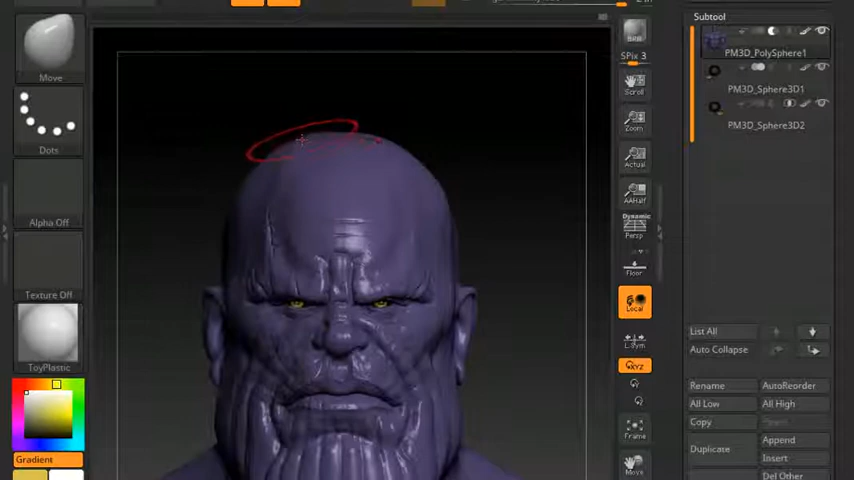 Move
Dots
Alpha Off
Texture Off
ToyPlastic
Gradient
SPix 3
Scroll
Zoom
Actual
AAHalf
Dynamic
Persp
Floor
Local
L.Sym
XYZ
Frame
Move
Subtool
PM3D_PolySphere1
PM3D_Sphere3D1
PM3D_Sphere3D2
List All
Auto Collapse
Rename
AutoReorder
All Low
All High
Copy
Duplicate
Append
Insert
Del Other